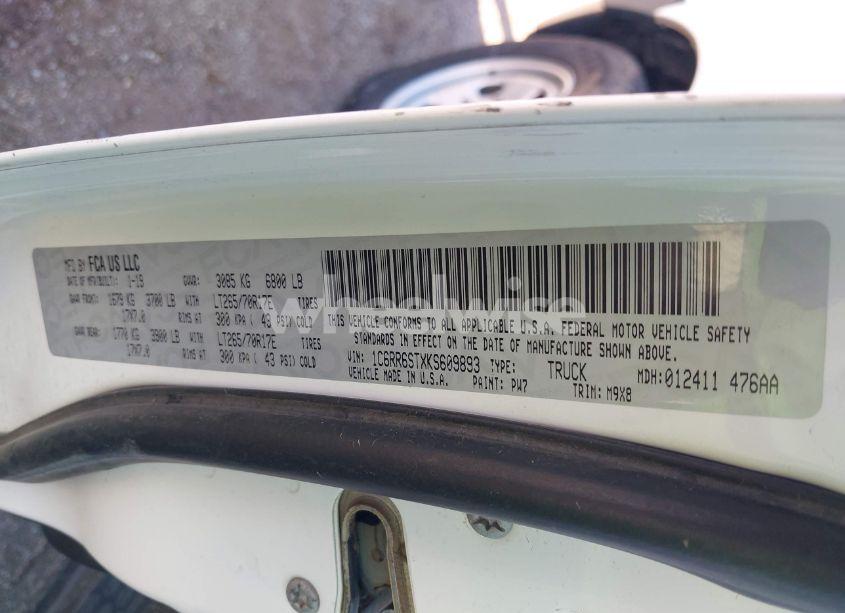 MFD BY FCA US LLC
DATE OF MFR(BUILT): 1-19 GVWR: 3085 KG 6800 LB
GAWR FRONT: 1679 KG 3700 LB WITH LT265/70R17E TIRES
17X7.0 RIMS AT 300 KPA ( 43 PSI) COLD
GAWR REAR: 1770 KG 3900 LB WITH LT265/70R17E TIRES
17X7.0 RIMS AT 300 KPA ( 43 PSI) COLD
THIS VEHICLE CONFORMS TO ALL APPLICABLE U.S.A. FEDERAL MOTOR VEHICLE SAFETY
STANDARDS IN EFFECT ON THE DATE OF MANUFACTURE SHOWN ABOVE.
VIN: 1C6RR6STXKS609893 TYPE: TRUCK MDH:012411 476AA
VEHICLE MADE IN U.S.A. PAINT: PW7 TRIM: M9X8
wheelwise